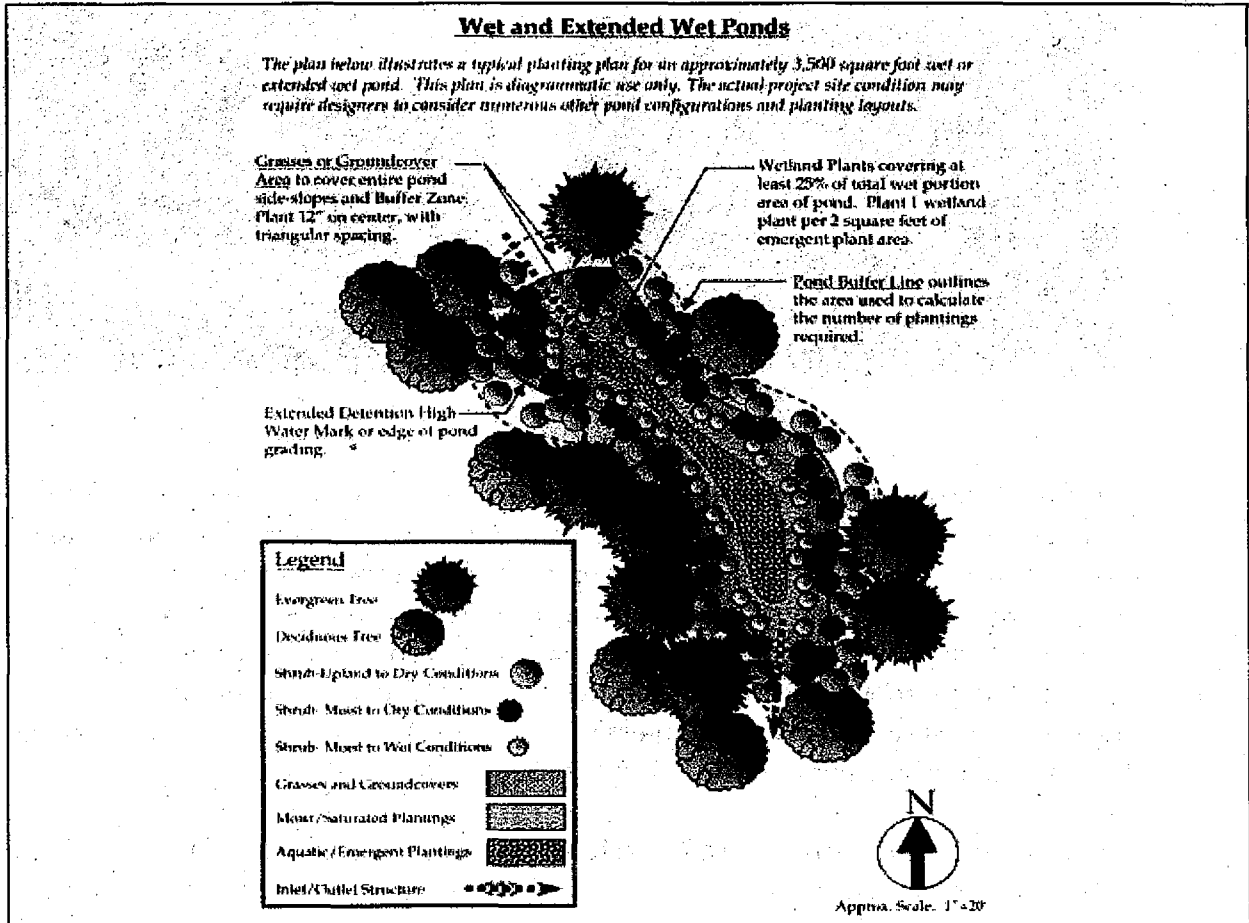 Wet and Extended Wet Ponds
The plan below illustrates a typical planting plan for an approximately 3,500 square foot wet or
extended wet pond. This plan is diagrammatic use only. The actual project site condition may
require designers to consider numerous other pond configurations and planting layouts.
Grasses or Groundcover
Area to cover entire pond
side-slopes and Buffer Zone.
Plant 12" on center, with
triangular spacing.
Wetland Plants covering at
least 25% of total wet portion
area of pond. Plant 1 wetland
plant per 2 square feet of
emergent plant area.
Pond Buffer Line outlines
the area used to calculate
the number of plantings
required.
Extended Detention High
Water Mark or edge of pond
grading.
Legend
Evergreen Tree
Deciduous Tree
Shrub-Upland to Dry Conditions
Shrub- Moist to Dry Conditions
Shrub- Moist to Wet Conditions
Grasses and Groundcovers
Moist/Saturated Plantings
Aquatic/Emergent Plantings
Inlet/Outlet Structure
N
Approx. Scale. 1"=20'